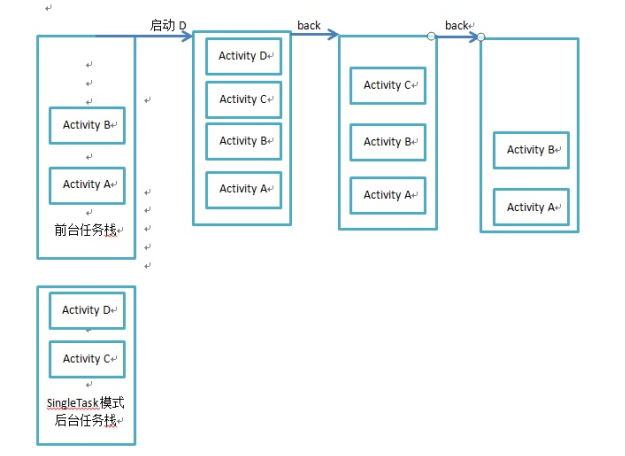 启动 D
back
back
Activity B
Activity A
前台任务栈
Activity D
Activity C
Activity B
Activity A
Activity C
Activity B
Activity A
Activity B
Activity A
Activity D
Activity C
SingleTask模式
后台任务栈